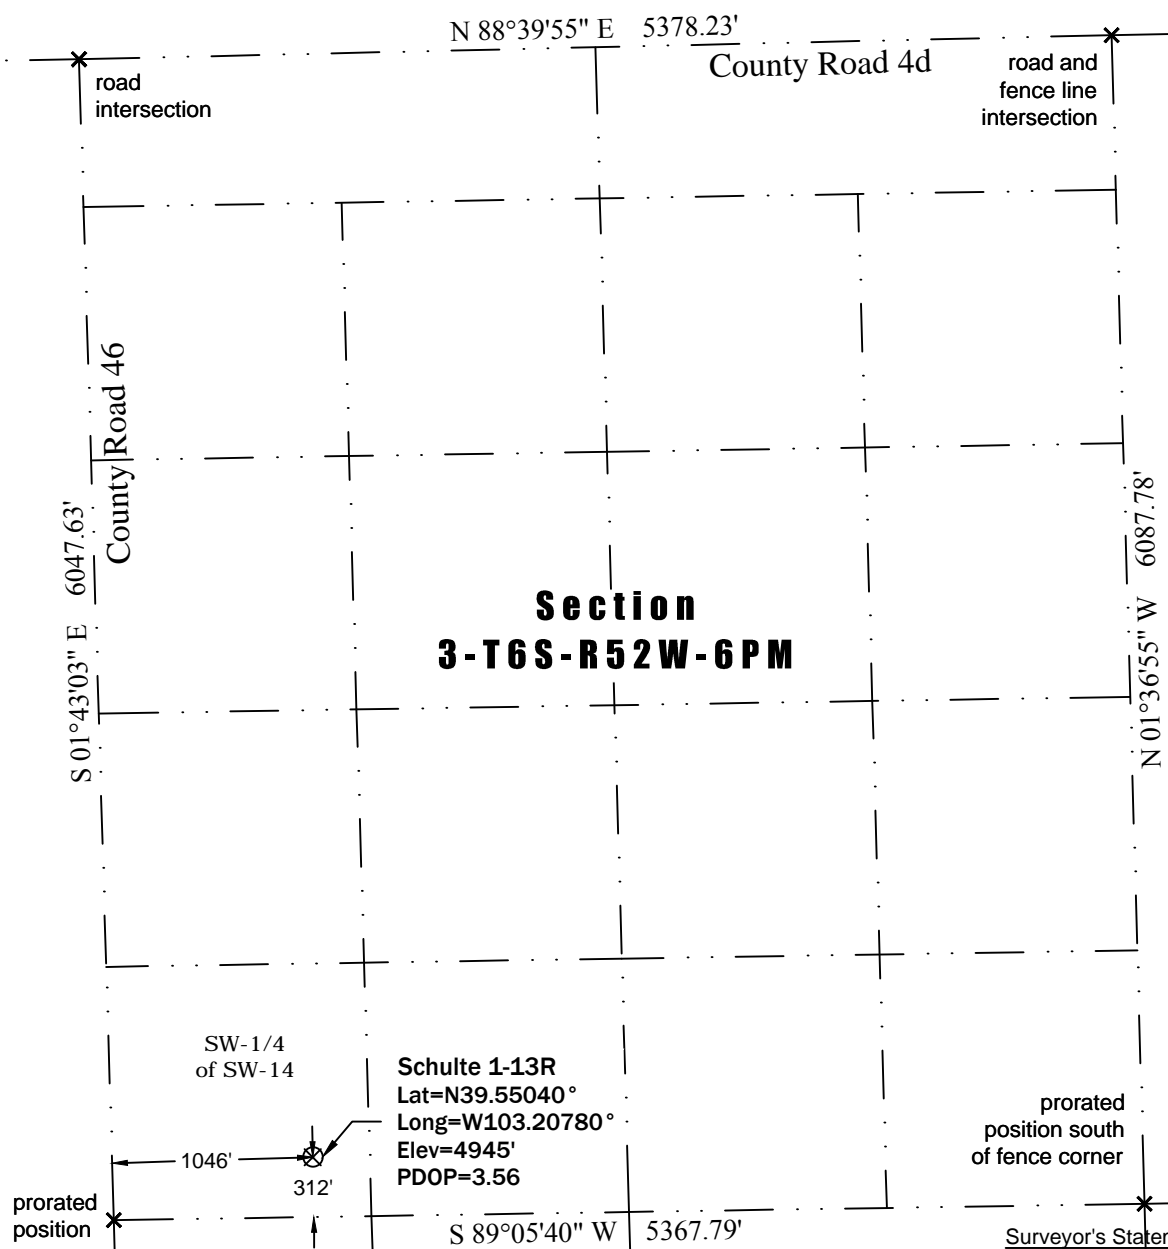 N 88°39'55" E 5378.23'
County Road 4d
road
intersection
road and
fence line
intersection
County Road 46
S 01°43'03" E 6047.63'
N 01°36'55" W 6087.78'
Section
3-T6S-R52W-6PM
SW-1/4
of SW-14
Schulte 1-13R
Lat=N39.55040°
Long=W103.20780°
Elev=4945'
PDOP=3.56
1046'
312'
prorated
position south
of fence corner
prorated
position
S 89°05'40" W 5367.79'
Surveyor's